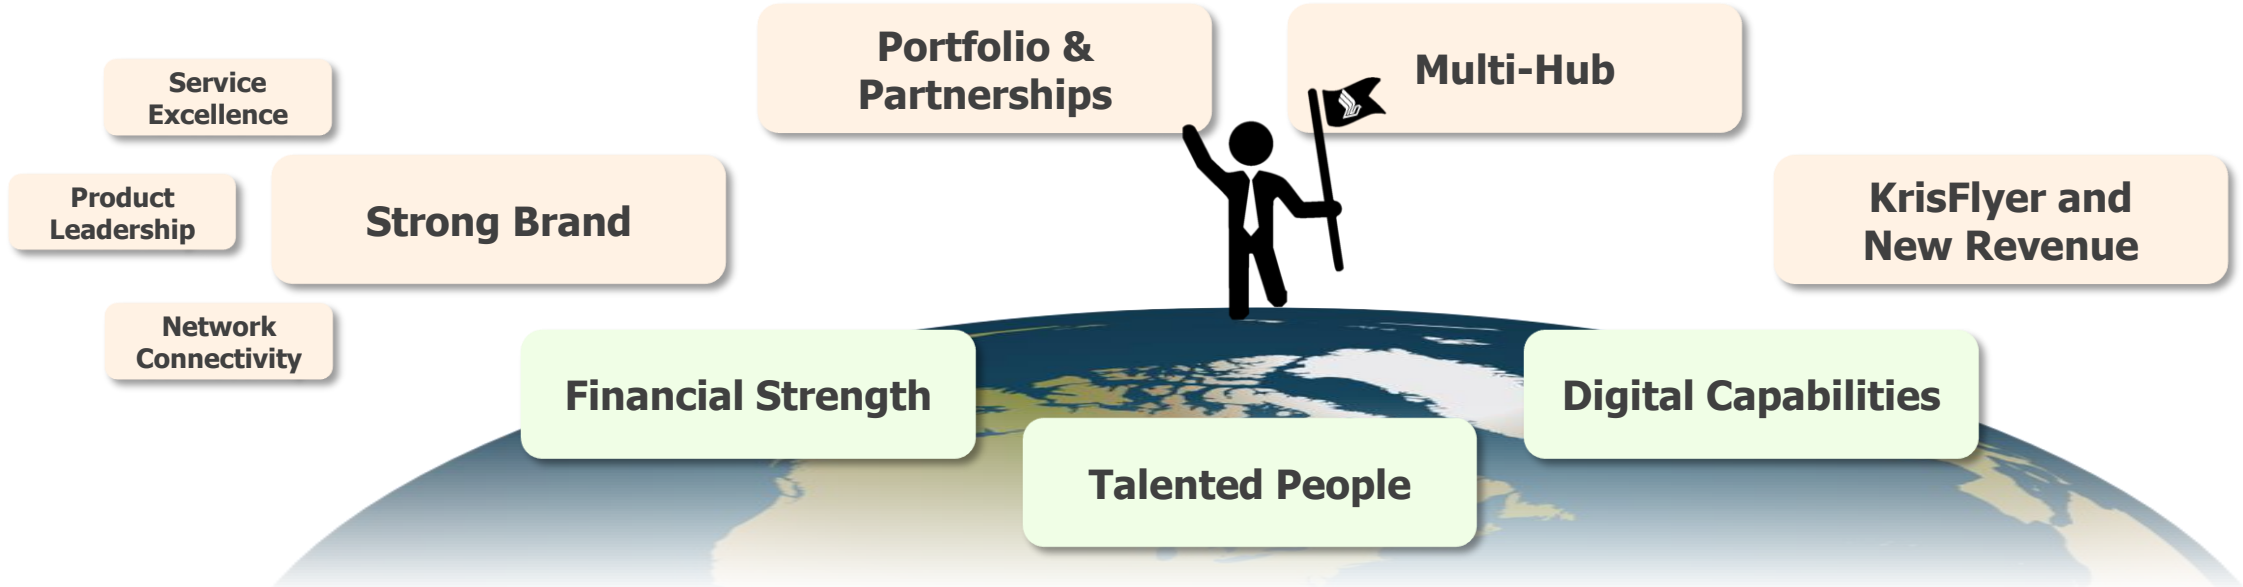 Portfolio &
Partnerships
Multi-Hub
Service
Excellence
Product
Leadership
Strong Brand
KrisFlyer and
New Revenue
Network
Connectivity
Financial Strength
Digital Capabilities
Talented People